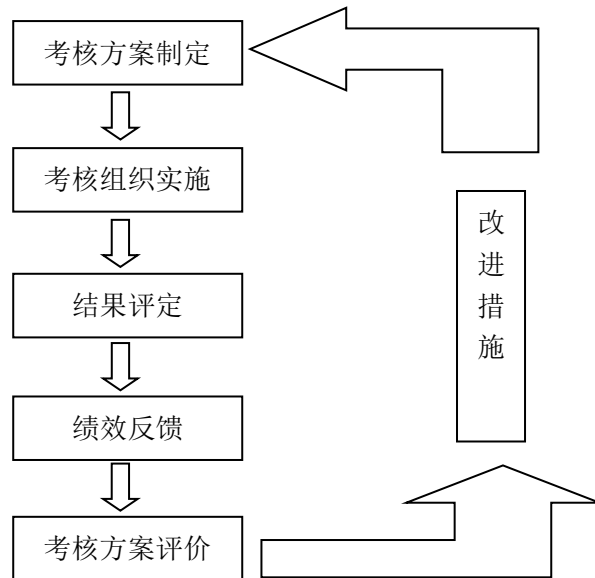 考核方案制定
考核组织实施
结果评定
绩效反馈
考核方案评价
改进措施